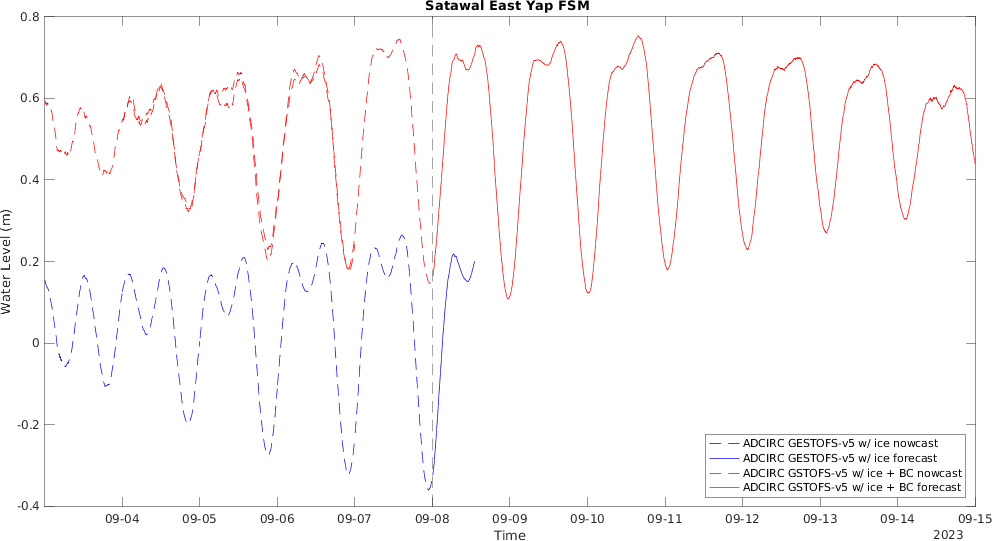 Satawal East Yap FSM
0.8
0.6
0.4
0.2
0
-0.2
-0.4
Water Level (m)
ADCIRC GESTOFS-v5 w/ ice nowcast
ADCIRC GESTOFS-v5 w/ ice forecast
ADCIRC GSTOFS-v5 w/ ice + BC nowcast
ADCIRC GSTOFS-v5 w/ ice + BC forecast
09-04 09-05 09-06 09-07 09-08 09-09 09-10 09-11 09-12 09-13 09-14 09-15
Time
2023